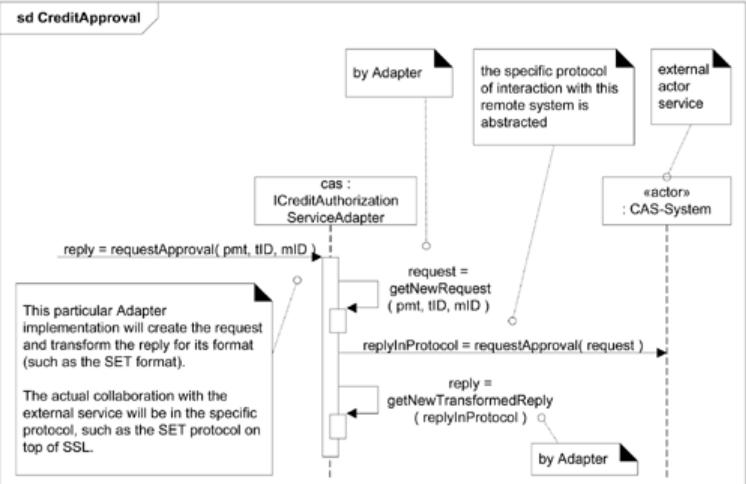 sd CreditApproval
by Adapter
the specific protocol
of interaction with this
remote system is
abstracted
external
actor
service
cas :
ICreditAuthorization
ServiceAdapter
«actor»
: CAS-System
reply = requestApproval( pmt, tID, mID )
request =
getNewRequest
( pmt, tID, mID )
This particular Adapter
implementation will create the request
and transform the reply for its format
(such as the SET format).
The actual collaboration with the
external service will be in the specific
protocol, such as the SET protocol on
top of SSL.
replyInProtocol = requestApproval( request )
reply =
getNewTransformedReply
( replyInProtocol )
by Adapter